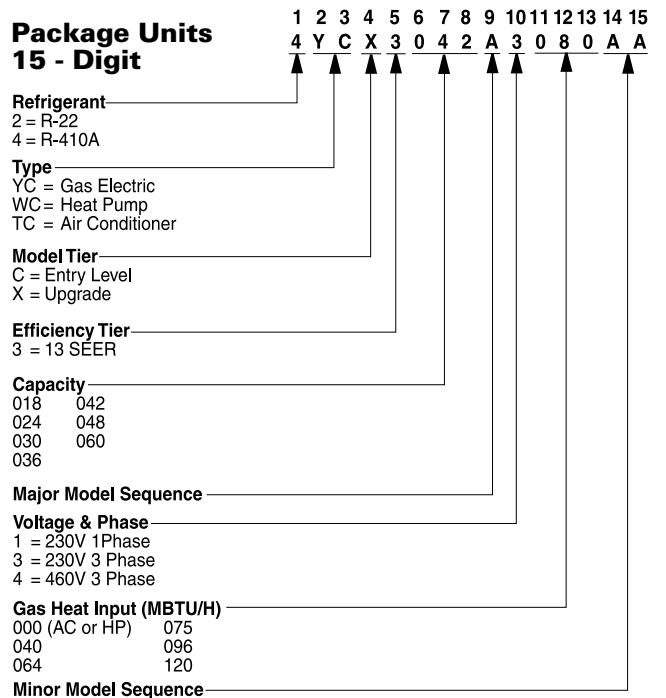 Package Units
15 - Digit
1 2 3 4 5 6 7 8 9 10 11 12 13 14 15
4 Y C X 3 0 4 2 A 3 0 8 0 A A
Refrigerant
2 = R-22
4 = R-410A
Type
YC = Gas Electric
WC = Heat Pump
TC = Air Conditioner
Model Tier
C = Entry Level
X = Upgrade
Efficiency Tier
3 = 13 SEER
Capacity
018 042
024 048
030 060
036
Major Model Sequence
Voltage & Phase
1 = 230V 1Phase
3 = 230V 3 Phase
4 = 460V 3 Phase
Gas Heat Input (MBTU/H)
000 (AC or HP) 075
040 096
064 120
Minor Model Sequence